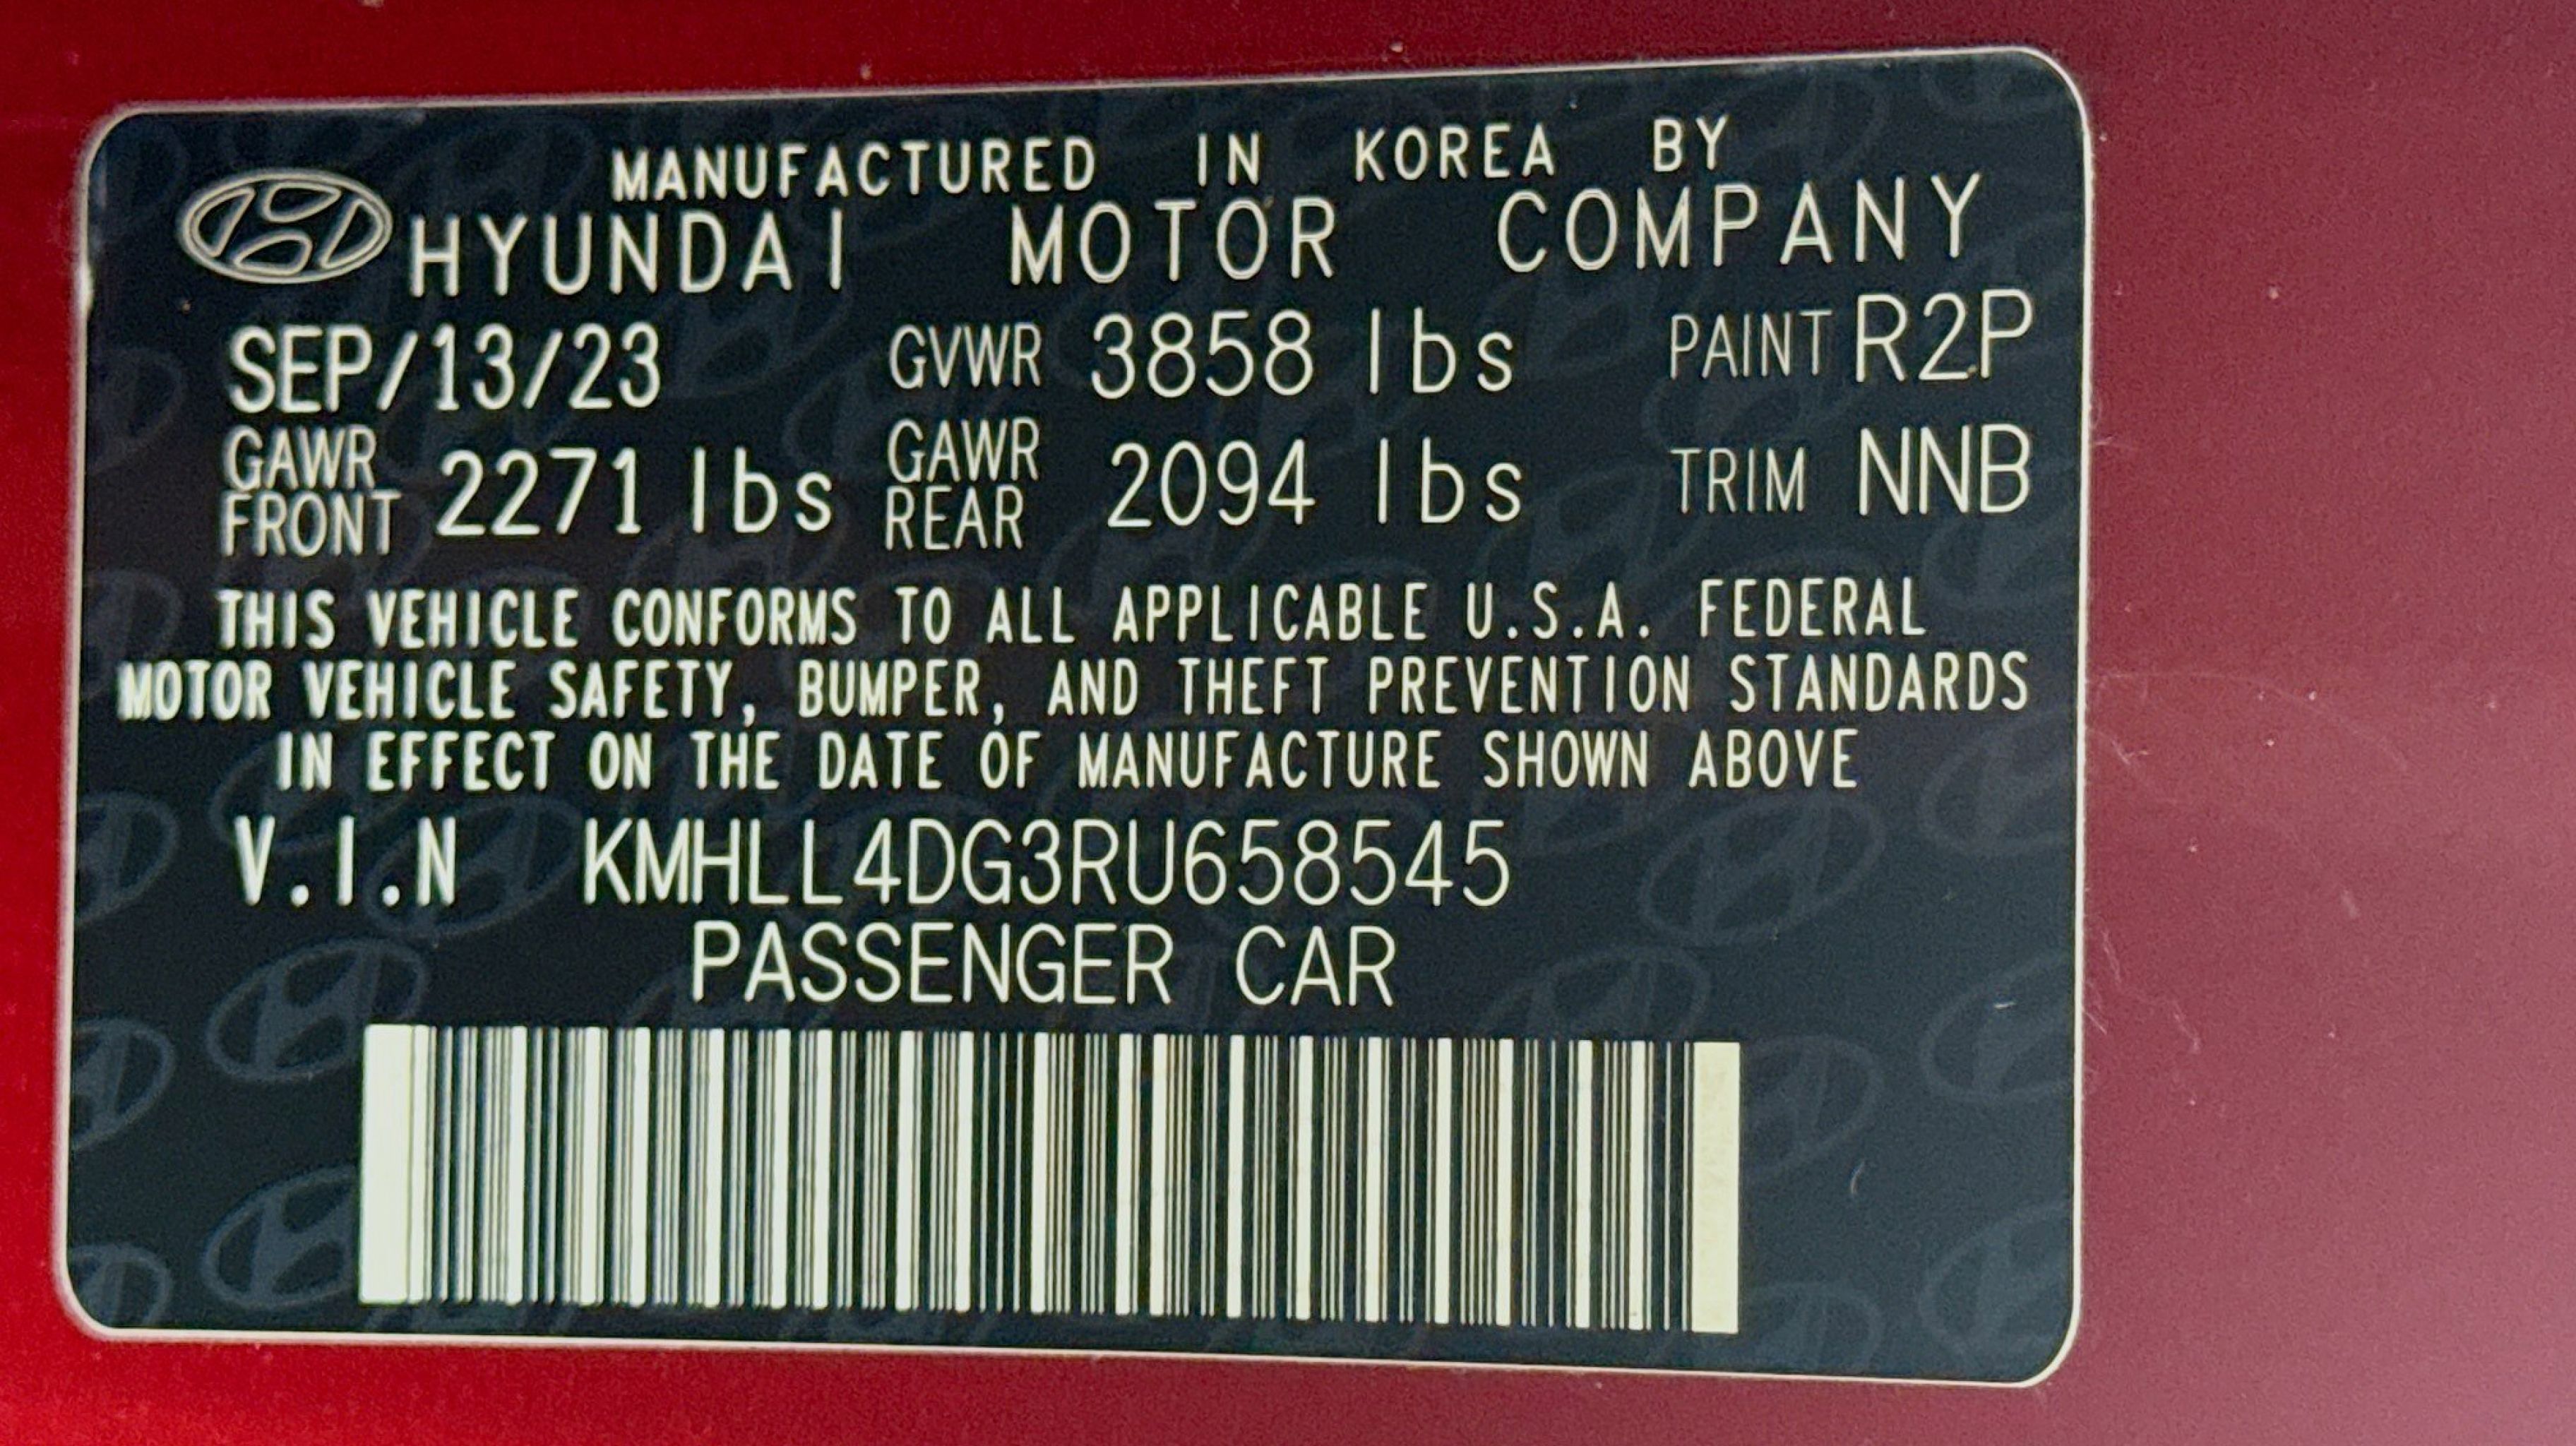 MANUFACTURED IN KOREA BY
HYUNDAI MOTOR COMPANY
SEP/13/23 GVWR 3858 lbs PAINT R2P
GAWR FRONT 2271 lbs GAWR REAR 2094 lbs TRIM NNB
THIS VEHICLE CONFORMS TO ALL APPLICABLE U.S.A. FEDERAL
MOTOR VEHICLE SAFETY, BUMPER, AND THEFT PREVENTION STANDARDS
IN EFFECT ON THE DATE OF MANUFACTURE SHOWN ABOVE
V.I.N KMHLL4DG3RU658545
PASSENGER CAR